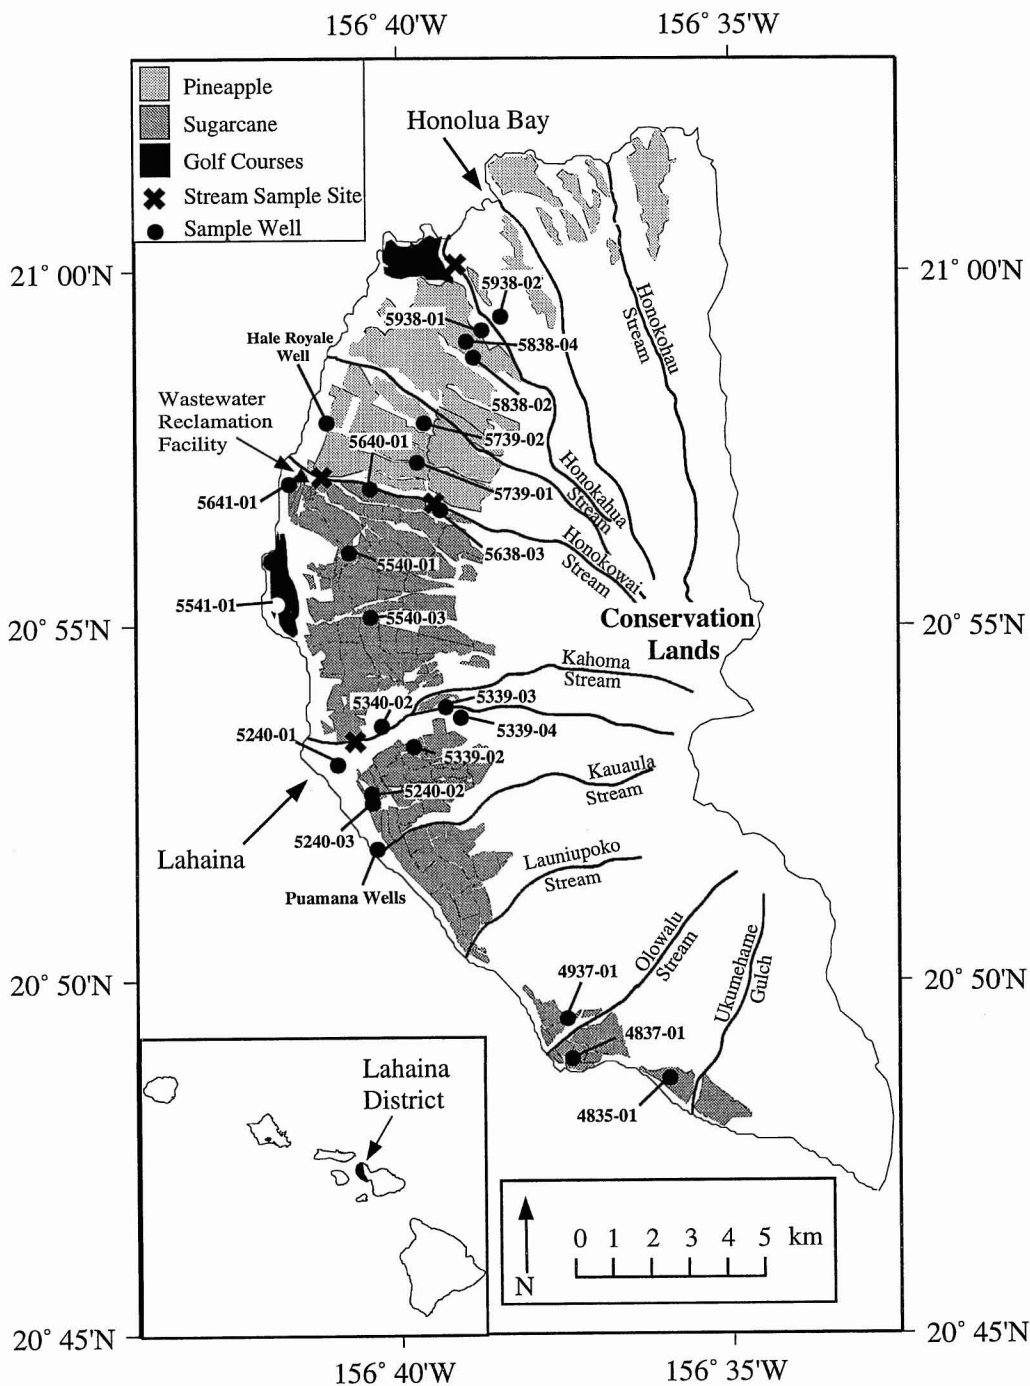 156° 40'W
156° 35'W
Pineapple
Sugarcane
Golf Courses
Stream Sample Site
Sample Well
Honolua Bay
21° 00'N
21° 00'N
5938-02
5938-01
5838-04
Hale Royale
Well
Honokohau
Stream
5838-02
Wastewater
Reclamation
Facility
5640-01
5739-02
5739-01
Honokahua
Stream
5641-01
5638-03
Honokowai
Stream
5540-01
5541-01
5540-03
Conservation
Lands
20° 55'N
20° 55'N
Kahoma
Stream
5340-02
5339-03
5240-01
5339-04
5339-02
Kauaula
Stream
5240-02
5240-03
Lahaina
Launiupoko
Stream
Puamana Wells
Olowalu
Stream
Ukumehame
Gulch
4937-01
20° 50'N
20° 50'N
4837-01
4835-01
Lahaina
District
0 1 2 3 4 5 km
N
20° 45'N
20° 45'N
156° 40'W
156° 35'W